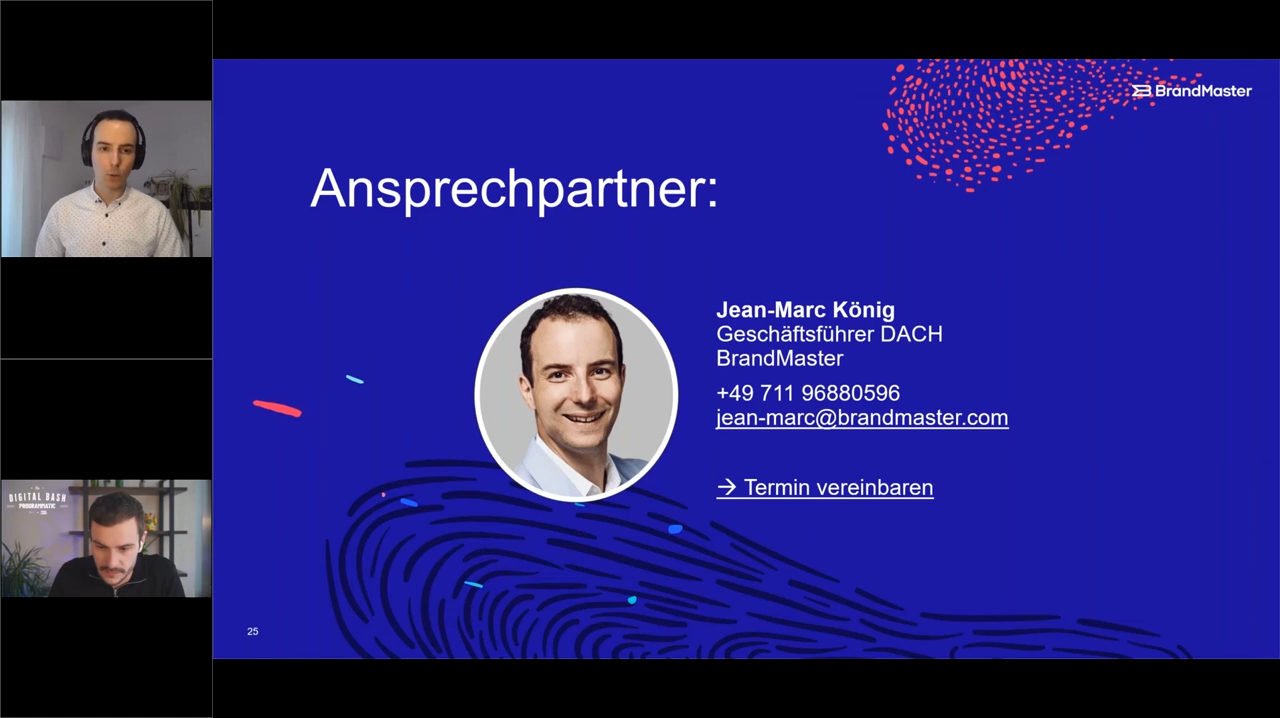 BrandMaster
Ansprechpartner:
Jean-Marc König
Geschäftsführer DACH
BrandMaster
+49 711 96880596
jean-marc@brandmaster.com
→ Termin vereinbaren
25
DIGITAL BASH
PROGRAMMATIC